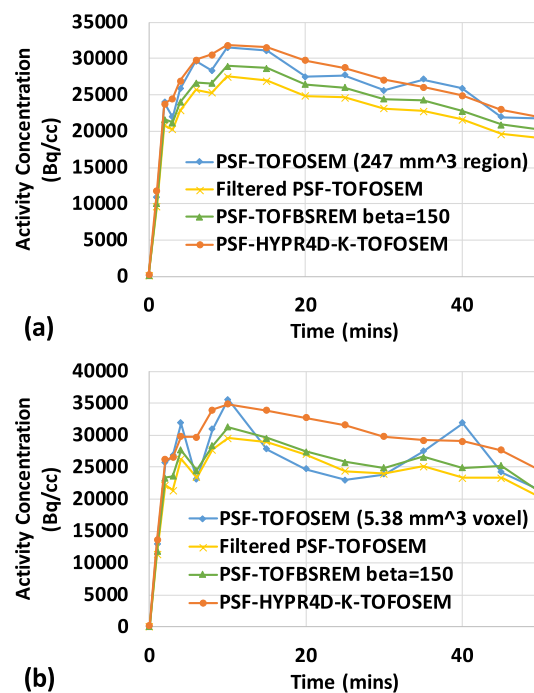 35000
30000
25000
20000
15000
10000
5000
0
Activity Concentration
(Bq/cc)
PSF-TOFOSEM (247 mm^3 region)
Filtered PSF-TOFOSEM
PSF-TOFBSREM beta=150
PSF-HYPR4D-K-TOFOSEM
0 20 40
Time (mins)
(a)
40000
35000
30000
25000
20000
15000
10000
5000
0
Activity Concentration
(Bq/cc)
PSF-TOFOSEM (5.38 mm^3 voxel)
Filtered PSF-TOFOSEM
PSF-TOFBSREM beta=150
PSF-HYPR4D-K-TOFOSEM
0 20 40
Time (mins)
(b)